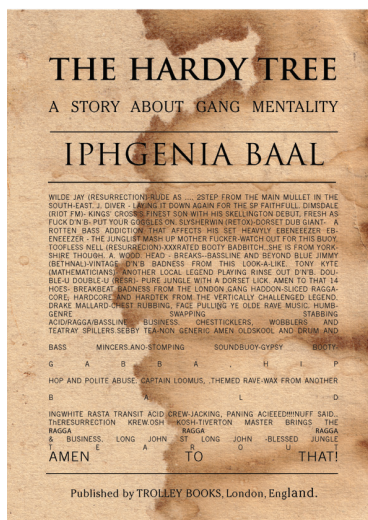 THE HARDY TREE
A STORY ABOUT GANG MENTALITY
IPHGENIA BAAL
WILDE JAY (RESURRECTION)-RUDE AS ...., 2STEP FROM THE MAIN MULLET IN THE
SOUTH-EAST. J. DIVER - LAYING IT DOWN AGAIN FOR THE SP FAITHFULL. DIMSDALE
(RIOT FM)- KINGS' CROSS'S FINEST SON WITH HIS SKELLINGTON DEBUT, FRESH AS
FUCK D'N'B- PUT YOUR GOGGLES ON. SLYSHERWIN (RETOX)-DORSET DUB GIANT- A
ROTTEN BASS ADDICTION THAT AFFECTS HIS SET HEAVILY EBENEEEZER EB-
ENEEEZER - THE JUNGLIST MASH UP MOTHER FUCKER-WATCH OUT FOR THIS BUOY.
TOOFLESS NELL (RESURRECION)-XXXRATED BOOTY BADBITCH..SHE IS FROM YORK-
SHIRE THOUGH. A. WOOD. HEAD - BREAKS--BASSLINE AND BEYOND BLUE JIMMY
(BETHNAL)-VINTAGE D'N'B BADNESS FROM THIS LOOK-A-LIKE. TONY KYTE
(MATHEMATICIANS) ANOTHER LOCAL LEGEND PLAYING RINSE OUT D'N'B. DOU-
BLE-U DOUBLE-U (RESR)- PURE JUNGLE WITH A DORSET LICK. AMEN TO THAT 14
HOES- BREAKBEAT BADNESS FROM THE LONDON GANG HADDON-SLICED RAGGA-
CORE; HARDCORE AND HARDTEK FROM THE VERTICALLY CHALLENGED LEGEND.
DRAKE MALLARD-CHEST RUBBING, FACE PULLING YE OLDE RAVE MUSIC. HUMB-
GENRE SWAPPING STABBING
ACID/RAGGA/BASSLINE BUSINESS. CHESTTICKLERS, WOBBLERS AND
TEATRAY SPILLERS.SEBBY TEA-NON GENERIC AMEN OLDSKOOL AND DRUM AND
BASS MINCERS.AND-STOMPING SOUNDBUOY-GYPSY BOOTY-
G A B B A H I P
HOP AND POLITE ABUSE. CAPTAIN LOOMUS, .THEMED RAVE-WAX FROM ANOTHER
B A L D
INGWHITE RASTA TRANSIT ACID CREW-JACKING, PANING ACIEEED!!!!NUFF SAID..
ThERESURRECTION KREW.OSH KOSH-TIVERTON MASTER BRINGS THE
RAGGA RAGGA RAGGA
& BUSINESS. LONG JOHN ST LONG JOHN -BLESSED JUNGLE
T E A R O U T
AMEN TO THAT!
Published by TROLLEY BOOKS, London, England.